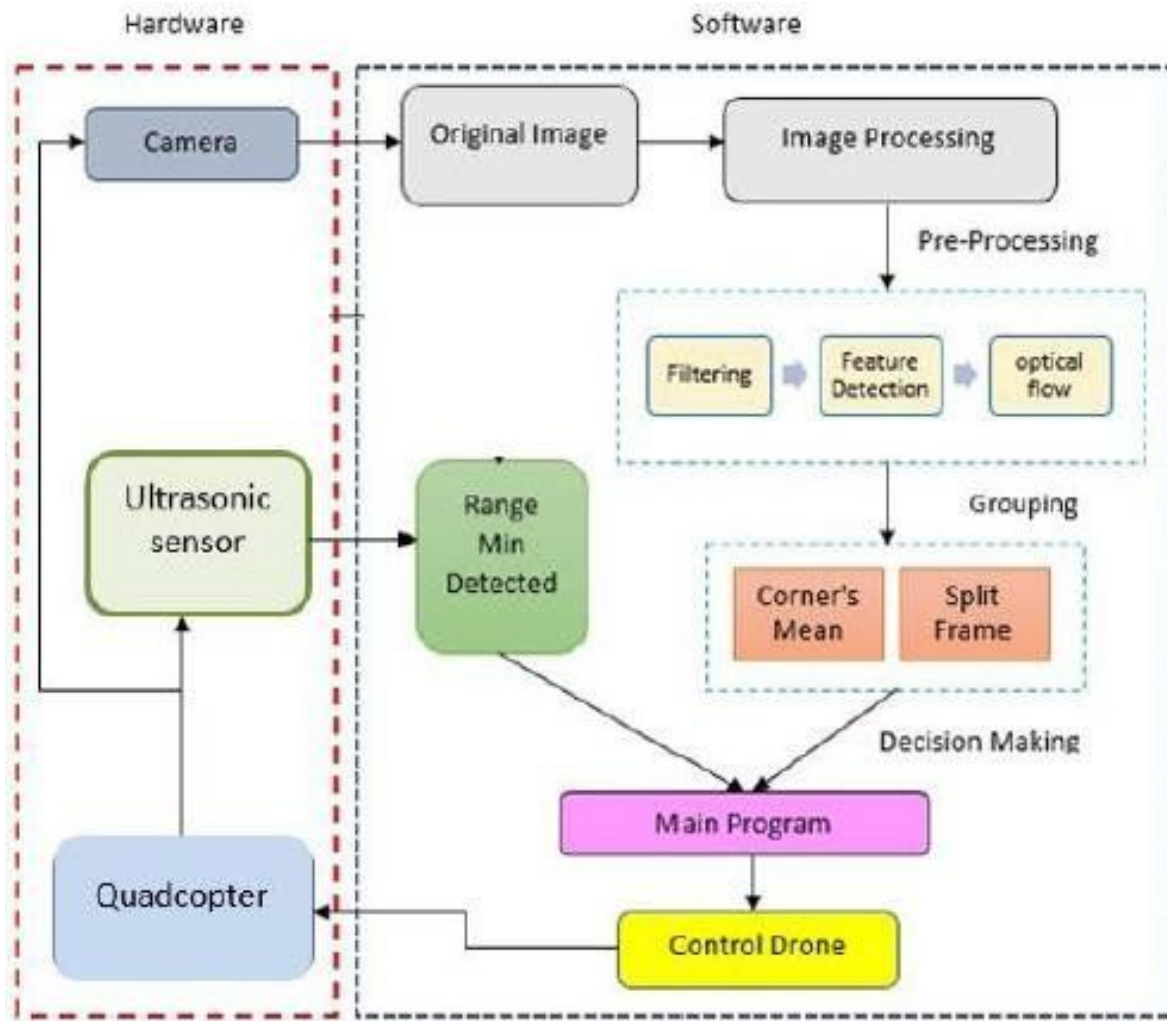 Hardware
Software
Camera
Original Image
Image Processing
Pre-Processing
Filtering
Feature
Detection
optical
flow
Ultrasonic
sensor
Range
Min
Detected
Grouping
Corner's
Mean
Split
Frame
Decision Making
Main Program
Quadcopter
Control Drone